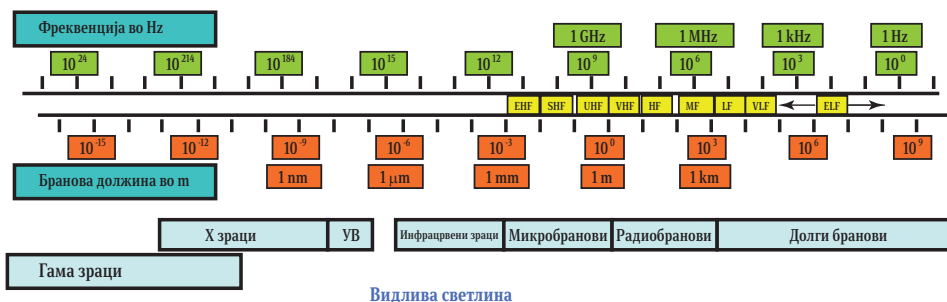 Фреквенција во Hz
1 GHz 1 MHz 1 kHz 1 Hz
10²⁴ 10²¹⁴ 10¹⁸⁴ 10¹⁵ 10¹² 10⁹ 10⁶ 10³ 10⁰
EHF SHF UHF VHF HF MF LF VLF ELF
10⁻¹⁵ 10⁻¹² 10⁻⁹ 10⁻⁶ 10⁻³ 10⁰ 10³ 10⁶ 10⁹
Бранова должина во m
1 nm 1 μm 1 mm 1 m 1 km
Х зраци УВ Инфрацрвени зраци Микробранови Радиобранови Долги бранови
Гама зраци
Видлива светлина